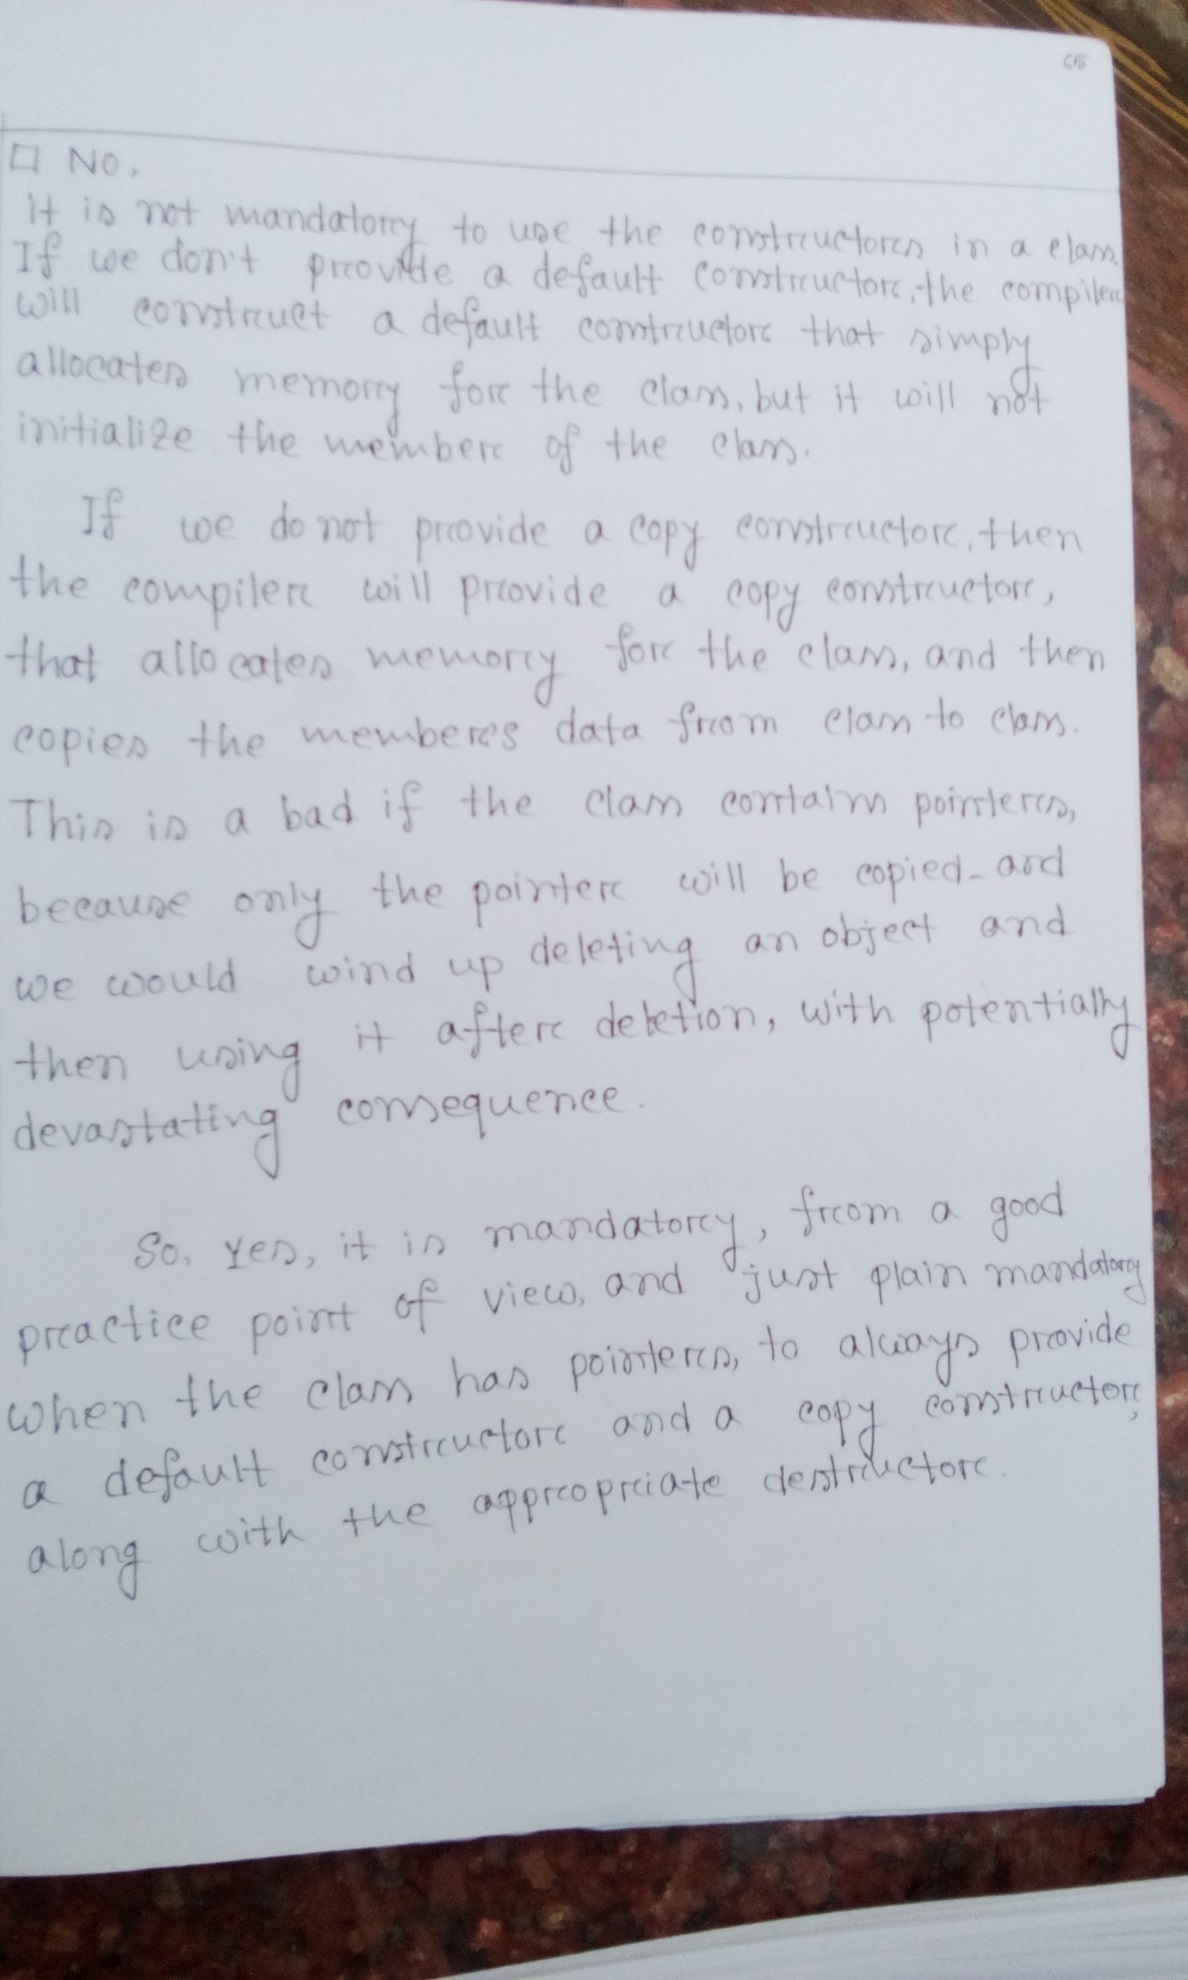 65
□ No,
it is not mandatory to use the constructors in a class.
If we don't provide a default constructor, the compiler
will construct a default constructor that simply
allocates memory for the class, but it will not
initialize the member of the class.
If we do not provide a copy constructor, then
the compiler will provide a copy constructor,
that allocates memory for the class, and then
copies the member's data from class to class.
This is a bad if the class contains pointers,
because only the pointer will be copied - and
we would wind up deleting an object and
then using it after deletion, with potentially
devastating consequence.
So, yes, it is mandatory, from a good
practice point of view, and just plain mandatory
when the class has pointers, to always provide
a default constructor and a copy constructor,
along with the appropriate destructor.